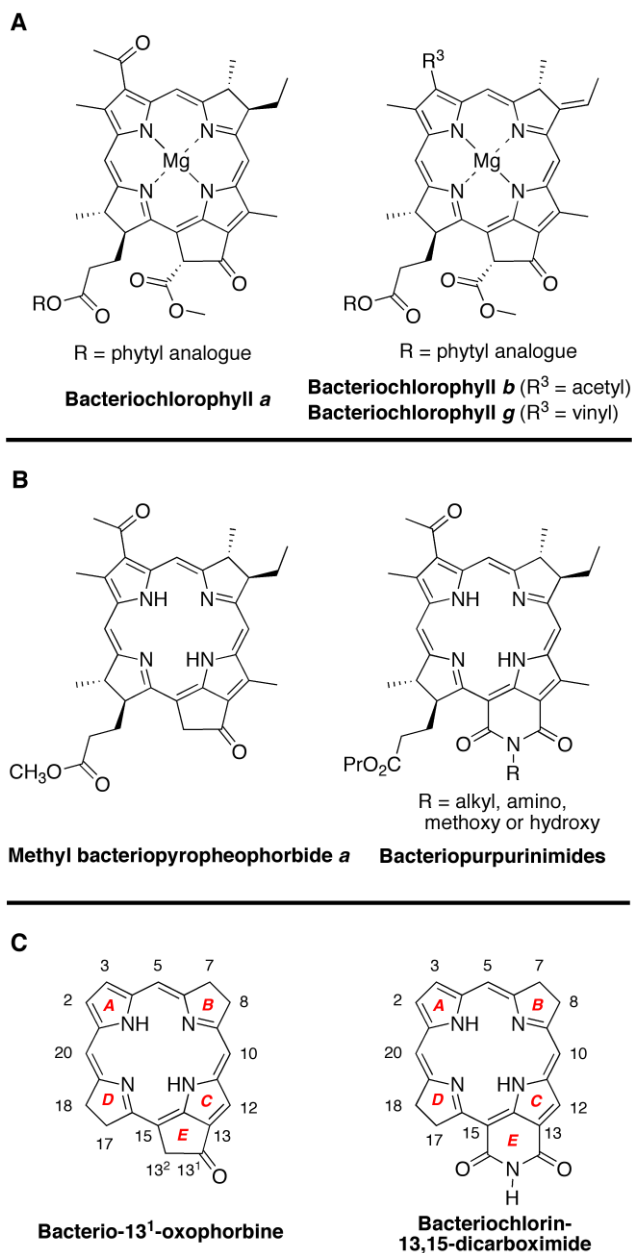 A
O
R³
N
N
N
N
Mg
N
N
N
N
Mg
RO
O
O
O
O
RO
O
O
O
O
R = phytyl analogue
R = phytyl analogue
Bacteriochlorophyll a
Bacteriochlorophyll b (R³ = acetyl)
Bacteriochlorophyll g (R³ = vinyl)
B
O
O
NH
N
NH
N
N
HN
N
HN
O
CH₃O
O
O
N
O
R
PrO₂C
R = alkyl, amino,
methoxy or hydroxy
Methyl bacteriopyropheophorbide a
Bacteriopurpurinimides
C
3
5
7
3
5
7
2
A
B
8
2
A
B
8
NH
N
NH
N
20
10
20
10
N
HN
N
HN
18
D
C
12
18
D
C
12
17
15
E
13
17
15
E
13
13²
13¹
O
O
N
O
H
Bacterio-13¹-oxophorbine
Bacteriochlorin-
13,15-dicarboximide